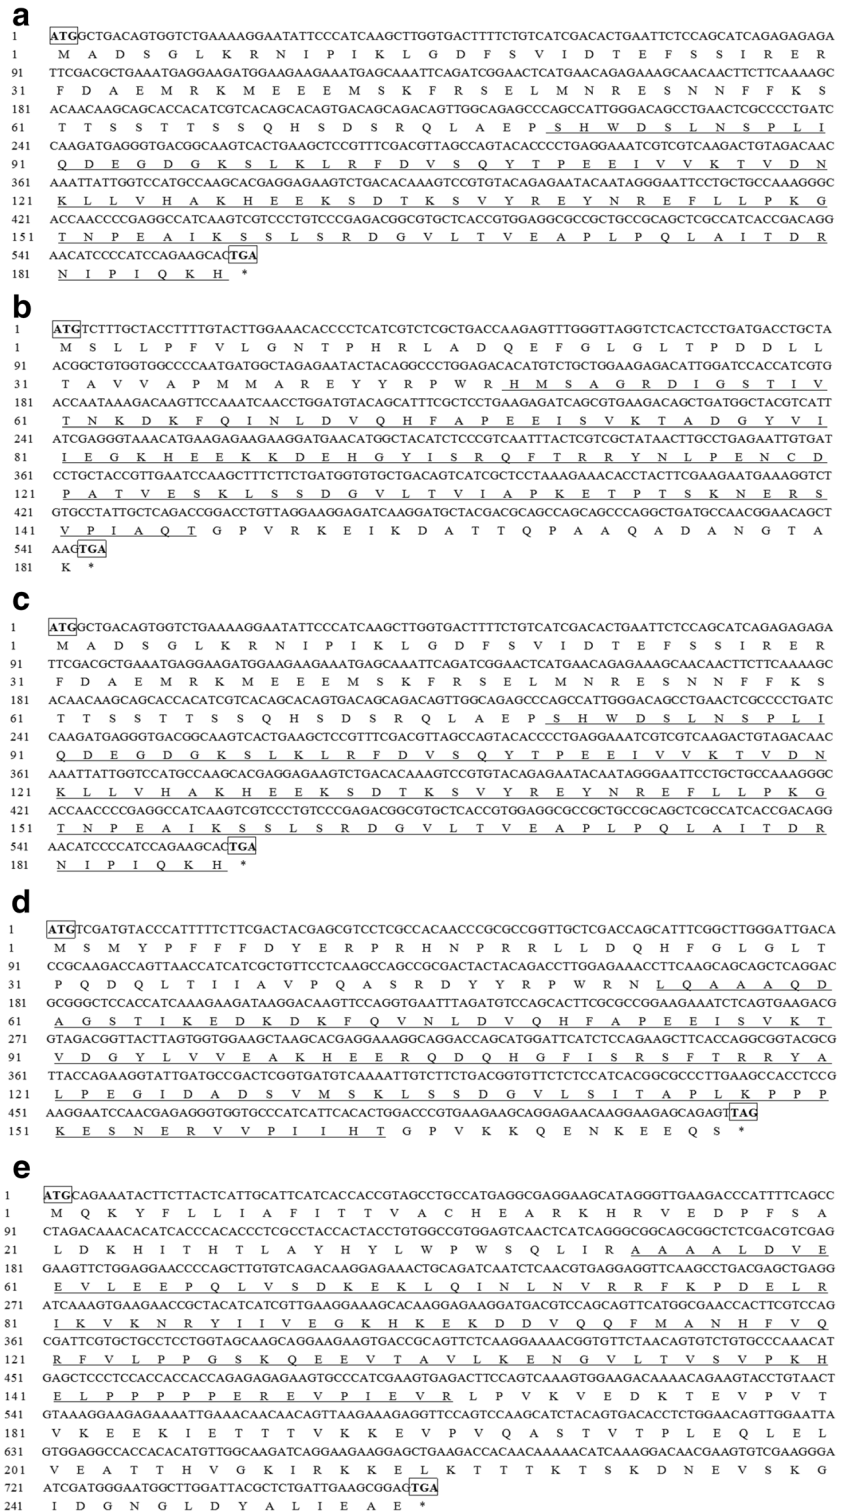 a
1 ATGGCTGACAGTGGTCTGAAAAGGAATATTCCCATCAAGCTTGGTGACTTTTCTGTCATCGACACTGAATTCTCCAGCATCAGAGAGAGA
1 M A D S G L K R N I P I K L G D F S V I D T E F S S I R E R
91 TTCGACGCTGAAATGAGGAAGATGGAAGAAGAAATGAGCAAATTCAGATCGGAACTCATGAACAGAGAAAGCAACAACTTCTTCAAAAGC
31 F D A E M R K M E E E M S K F R S E L M N R E S N N F F K S
181 ACAACAAGCAGCACCACATCGTCACAGCACAGTGACAGCAGACAGTTGGCAGAGCCCAGCCATTGGGACAGCCTGAACTCGCCCCTGATC
61 T T S S T T S S Q H S D S R Q L A E P S H W D S L N S P L I
241 CAAGATGAGGGTGACGGCAAGTCACTGAAGCTCCGTTTCGACGTTAGCCAGTACACCCCTGAGGAAATCGTCGTCAAGACTGTAGACAAC
91 Q D E G D G K S L K L R F D V S Q Y T P E E I V V K T V D N
361 AAATTATTGGTCCATGCCAAGCACGAGGAGAAGTCTGACACAAAGTCCGTGTACAGAGAATACAATAGGGAATTCCTGCTGCCAAAGGGC
121 K L L V H A K H E E K S D T K S V Y R E Y N R E F L L P K G
421 ACCAACCCCGAGGCCATCAAGTCGTCCCTGTCCCGAGACGGCGTGCTCACCGTGGAGGCGCCGCTGCCGCAGCTCGCCATCACCGACAGG
151 T N P E A I K S S L S R D G V L T V E A P L P Q L A I T D R
541 AACATCCCCATCCAGAAGCACTGA
181 N I P I Q K H *
b
1 ATGTCTTTGCTACCTTTTGTACTTGGAAACACCCCTCATCGTCTCGCTGACCAAGAGTTTGGGTTAGGTCTCACTCCTGATGACCTGCTA
1 M S L L P F V L G N T P H R L A D Q E F G L G L T P D D L L
91 ACGGCTGTGGTGGCCCCAATGATGGCTAGAGAATACTACAGGCCCTGGAGACACATGTCTGCTGGAAGAGACATTGGATCCACCATCGTG
31 T A V V A P M M A R E Y Y R P W R H M S A G R D I G S T I V
181 ACCAATAAAGACAAGTTCCAAATCAACCTGGATGTACAGCATTTCGCTCCTGAAGAGATCAGCGTGAAGACAGCTGATGGCTACGTCATT
61 T N K D K F Q I N L D V Q H F A P E E I S V K T A D G Y V I
241 ATCGAGGGTAAACATGAAGAGAAGAAGGATGAACATGGCTACATCTCCCGTCAATTTACTCGTCGCTATAACTTGCCTGAGAATTGTGAT
81 I E G K H E E K K D E H G Y I S R Q F T R R Y N L P E N C D
361 CCTGCTACCGTTGAATCCAAGCTTTCTTCTGATGGTGTGCTGACAGTCATCGCTCCTAAAGAAACACCTACTTCGAAGAATGAAAGGTCT
121 P A T V E S K L S S D G V L T V I A P K E T P T S K N E R S
421 GTGCCTATTGCTCAGACCGGACCTGTTAGGAAGGAGATCAAGGATGCTACGACGCAGCCAGCAGCCCAGGCTGATGCCAACGGAACAGCT
141 V P I A Q T G P V R K E I K D A T T Q P A A Q A D A N G T A
541 AAGTGA
181 K *
c
1 ATGGCTGACAGTGGTCTGAAAAGGAATATTCCCATCAAGCTTGGTGACTTTTCTGTCATCGACACTGAATTCTCCAGCATCAGAGAGAGA
1 M A D S G L K R N I P I K L G D F S V I D T E F S S I R E R
91 TTCGACGCTGAAATGAGGAAGATGGAAGAAGAAATGAGCAAATTCAGATCGGAACTCATGAACAGAGAAAGCAACAACTTCTTCAAAAGC
31 F D A E M R K M E E E M S K F R S E L M N R E S N N F F K S
181 ACAACAAGCAGCACCACATCGTCACAGCACAGTGACAGCAGACAGTTGGCAGAGCCCAGCCATTGGGACAGCCTGAACTCGCCCCTGATC
61 T T S S T T S S Q H S D S R Q L A E P S H W D S L N S P L I
241 CAAGATGAGGGTGACGGCAAGTCACTGAAGCTCCGTTTCGACGTTAGCCAGTACACCCCTGAGGAAATCGTCGTCAAGACTGTAGACAAC
91 Q D E G D G K S L K L R F D V S Q Y T P E E I V V K T V D N
361 AAATTATTGGTCCATGCCAAGCACGAGGAGAAGTCTGACACAAAGTCCGTGTACAGAGAATACAATAGGGAATTCCTGCTGCCAAAGGGC
121 K L L V H A K H E E K S D T K S V Y R E Y N R E F L L P K G
421 ACCAACCCCGAGGCCATCAAGTCGTCCCTGTCCCGAGACGGCGTGCTCACCGTGGAGGCGCCGCTGCCGCAGCTCGCCATCACCGACAGG
151 T N P E A I K S S L S R D G V L T V E A P L P Q L A I T D R
541 AACATCCCCATCCAGAAGCACTGA
181 N I P I Q K H *
d
1 ATGTCGATGTACCCATTTTTCTTCGACTACGAGCGTCCTCGCCACAACCCGCGCCGGTTGCTCGACCAGCATTTCGGCTTGGGATTGACA
1 M S M Y P F F F D Y E R P R H N P R R L L D Q H F G L G L T
91 CCGCAAGACCAGTTAACCATCATCGCTGTTCCTCAAGCCAGCCGCGACTACTACAGACCTTGGAGAAACCTTCAAGCAGCAGCTCAGGAC
31 P Q D Q L T I I A V P Q A S R D Y Y R P W R N L Q A A A Q D
181 GCGGGCTCCACCATCAAAGAAGATAAGGACAAGTTCCAGGTGAATTTAGATGTCCAGCACTTCGCGCCGGAAGAAATCTCAGTGAAGACG
61 A G S T I K E D K D K F Q V N L D V Q H F A P E E I S V K T
271 GTAGACGGTTACTTAGTGGTGGAAGCTAAGCACGAGGAAAGGCAGGACCAGCATGGATTCATCTCCAGAAGCTTCACCAGGCGGTACGCG
91 V D G Y L V V E A K H E E R Q D Q H G F I S R S F T R R Y A
361 TTACCAGAAGGTATTGATGCCGACTCGGTGATGTCAAAATTGTCTTCTGACGGTGTTCTCTCCATCACGGCGCCCTTGAAGCCACCTCCG
121 L P E G I D A D S V M S K L S S D G V L S I T A P L K P P P
451 AAGGAATCCAACGAGAGGGTGGTGCCCATCATTCACACTGGACCCGTGAAGAAGCAGGAGAACAAGGAAGAGCAGAGTTAG
151 K E S N E R V V P I I H T G P V K K Q E N K E E Q S *
e
1 ATGCAGAAATACTTCTTACTCATTGCATTCATCACCACCGTAGCCTGCCATGAGGCGAGGAAGCATAGGGTTGAAGACCCATTTTCAGCC
1 M Q K Y F L L I A F I T T V A C H E A R K H R V E D P F S A
91 CTAGACAAACACATCACCCACACCCTCGCCTACCACTACCTGTGGCCGTGGAGTCAACTCATCAGGGCGGCAGCGGCTCTCGACGTCGAG
21 L D K H I T H T L A Y H Y L W P W S Q L I R A A A A L D V E
181 GAAGTTCTGGAGGAACCCCAGCTTGTGTCAGACAAGGAGAAACTGCAGATCAATCTCAACGTGAGGAGGTTCAAGCCTGACGAGCTGAGG
61 E V L E E P Q L V S D K E K L Q I N L N V R R F K P D E L R
271 ATCAAAGTGAAGAACCGCTACATCATCGTTGAAGGAAAGCACAAGGAGAAGGATGACGTCCAGCAGTTCATGGCGAACCACTTCGTCCAG
81 I K V K N R Y I I V E G K H K E K D D V Q Q F M A N H F V Q
361 CGATTCGTGCTGCCTCCTGGTAGCAAGCAGGAAGAAGTGACCGCAGTTCTCAAGGAAAACGGTGTTCTAACAGTGTCTGTGCCCAAACAT
121 R F V L P P G S K Q E E V T A V L K E N G V L T V S V P K H
451 GAGCTCCCTCCACCACCACCAGAGAGAGAAGTGCCCATCGAAGTGAGACTTCCAGTCAAAGTGGAAGACAAAACAGAAGTACCTGTAACT
141 E L P P P P P E R E V P I E V R L P V K V E D K T E V P V T
541 GTAAAGGAAGAGAAAATTGAAACAACAACAGTTAAGAAAGAGGTTCCAGTCCAAGCATCTACAGTGACACCTCTGGAACAGTTGGAATTA
181 V K E E K I E T T T V K K E V P V Q A S T V T P L E Q L E L
631 GTGGAGGCCACCACACATGTTGGCAAGATCAGGAAGAAGGAGCTGAAGACCACAACAAAAACATCAAAGGACAACGAAGTGTCGAAGGGA
201 V E A T T H V G K I R K K E L K T T T K T S K D N E V S K G
721 ATCGATGGGAATGGCTTGGATTACGCTCTGATTGAAGCGGAGTGA
241 I D G N G L D Y A L I E A E *